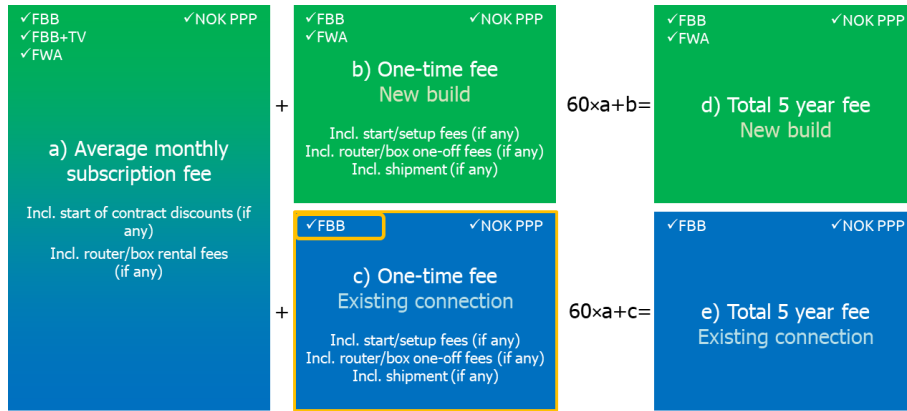 ✓FBB ✓NOK PPP
✓FBB+TV
✓FWA
a) Average monthly
subscription fee
Incl. start of contract discounts (if
any)
Incl. router/box rental fees
(if any)
+
✓FBB ✓NOK PPP
✓FWA
b) One-time fee
New build
Incl. start/setup fees (if any)
Incl. router/box one-off fees (if any)
Incl. shipment (if any)
60×a+b=
✓FBB ✓NOK PPP
✓FWA
d) Total 5 year fee
New build
+
✓FBB ✓NOK PPP
c) One-time fee
Existing connection
Incl. start/setup fees (if any)
Incl. router/box one-off fees (if any)
Incl. shipment (if any)
60×a+c=
✓FBB ✓NOK PPP
e) Total 5 year fee
Existing connection